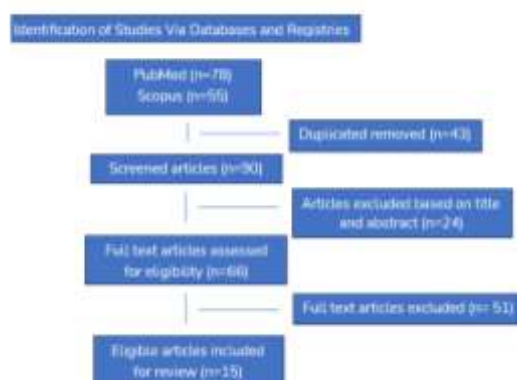 Identification of Studies Via Databases and Registries
PubMed (n=78)
Scopus (n=55)
Duplicated removed (n=43)
Screened articles (n=90)
Articles excluded based on title
and abstract (n=24)
Full text articles assessed
for eligibility (n=66)
Full text articles excluded (n= 51)
Eligible articles included
for review (n=15)